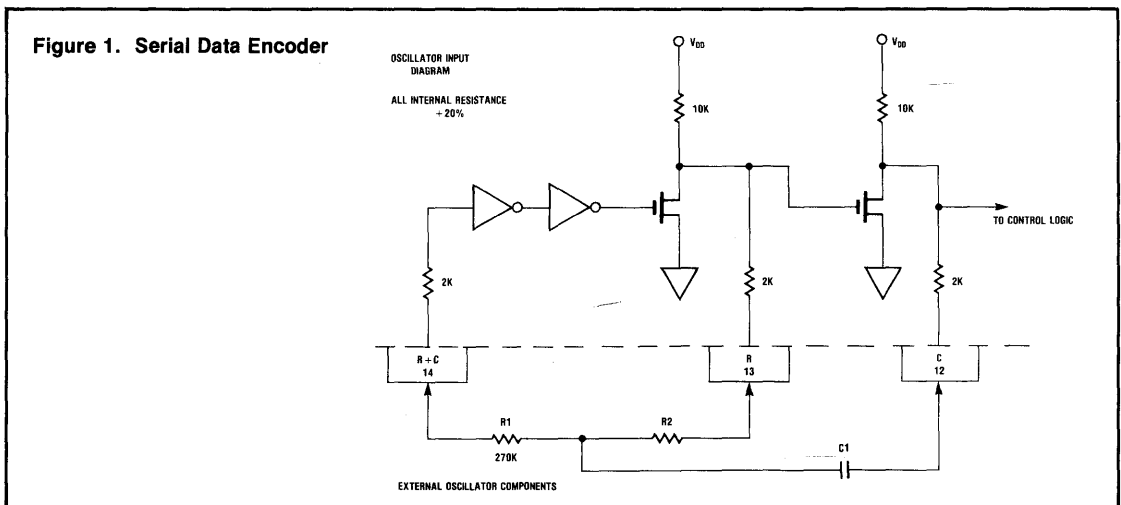 Figure 1. Serial Data Encoder
OSCILLATOR INPUT
DIAGRAM
ALL INTERNAL RESISTANCE
+20%
VDD
VDD
10K
10K
TO CONTROL LOGIC
2K
2K
2K
R+C
14
R
13
C
12
R1
270K
R2
C1
EXTERNAL OSCILLATOR COMPONENTS